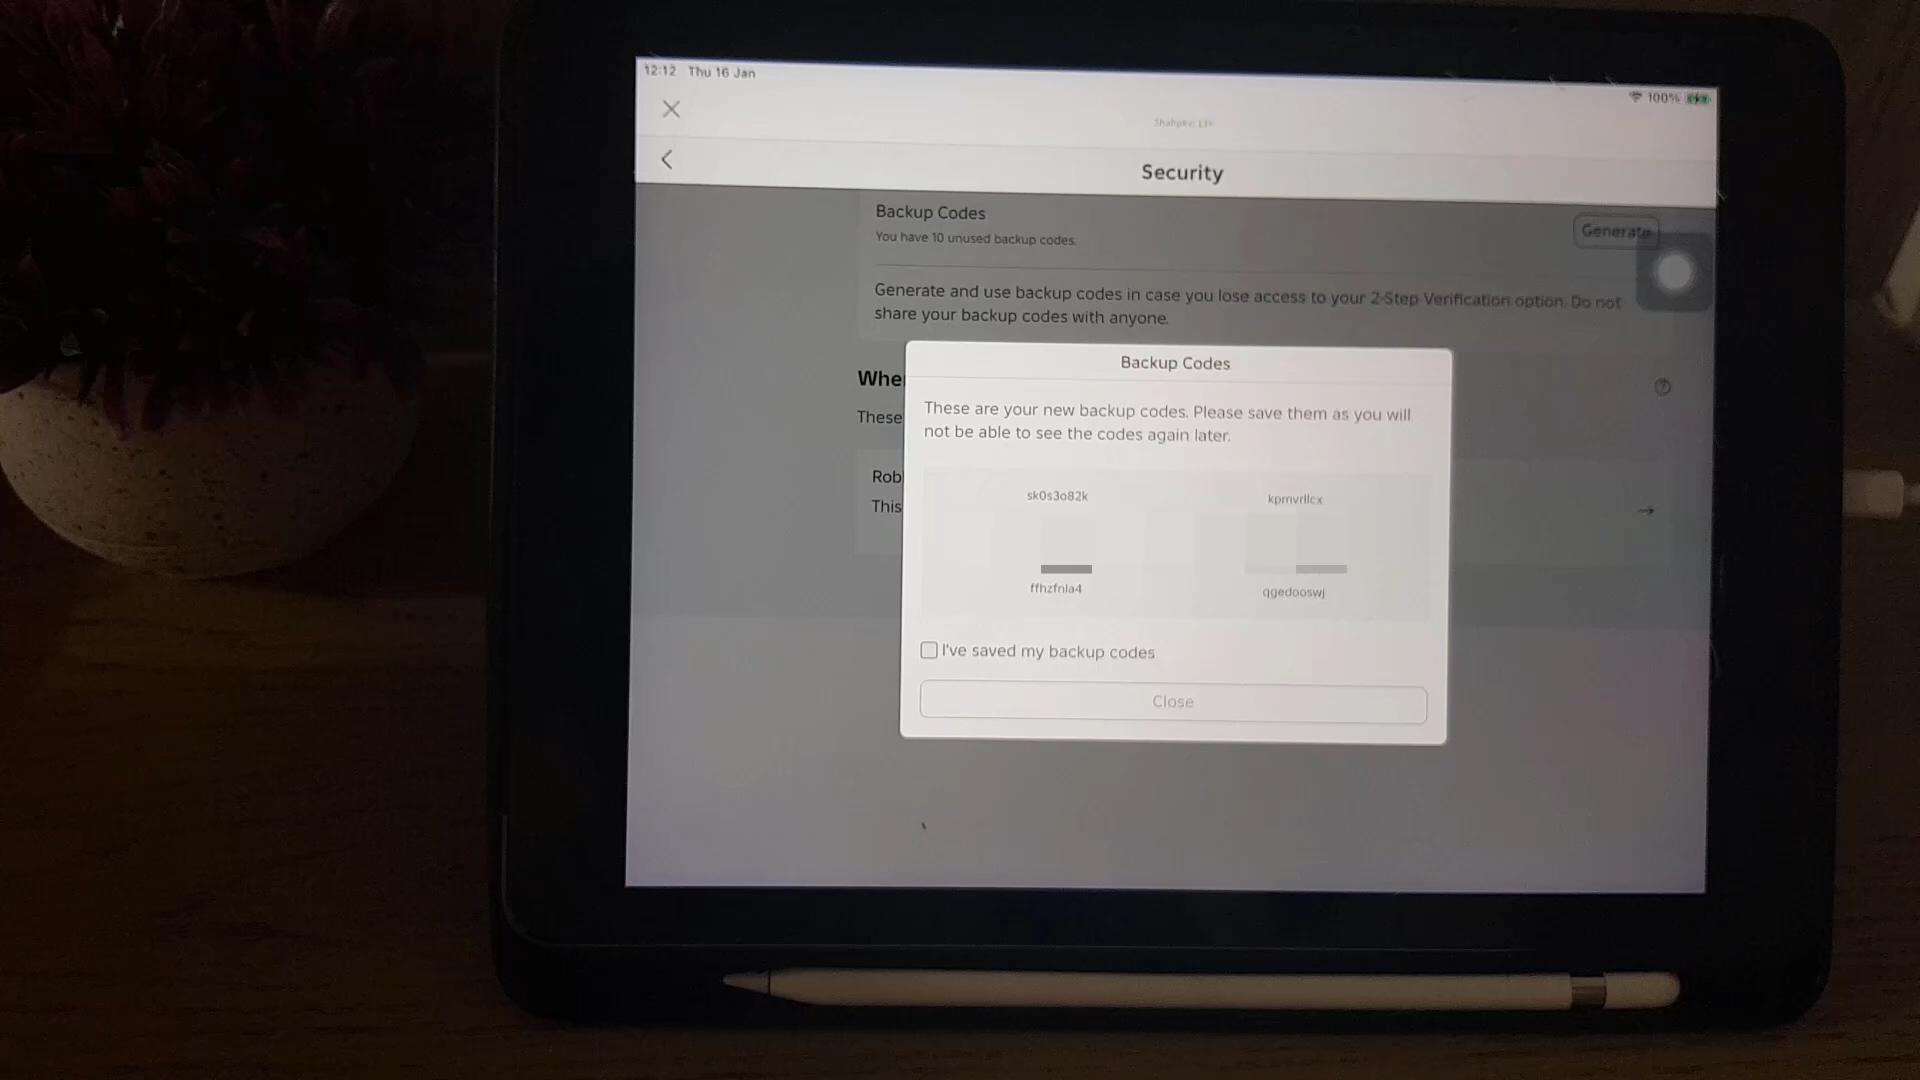 12:12 Thu 16 Jan
100%
Security
Backup Codes
You have 10 unused backup codes.
Generate
Generate and use backup codes in case you lose access to your 2-Step Verification option. Do not
share your backup codes with anyone.
Whe
These
Rob
This
Backup Codes
These are your new backup codes. Please save them as you will
not be able to see the codes again later.
sk0s3o82k kpmvrllcx
ffhzfnla4 qgedooswj
I've saved my backup codes
Close